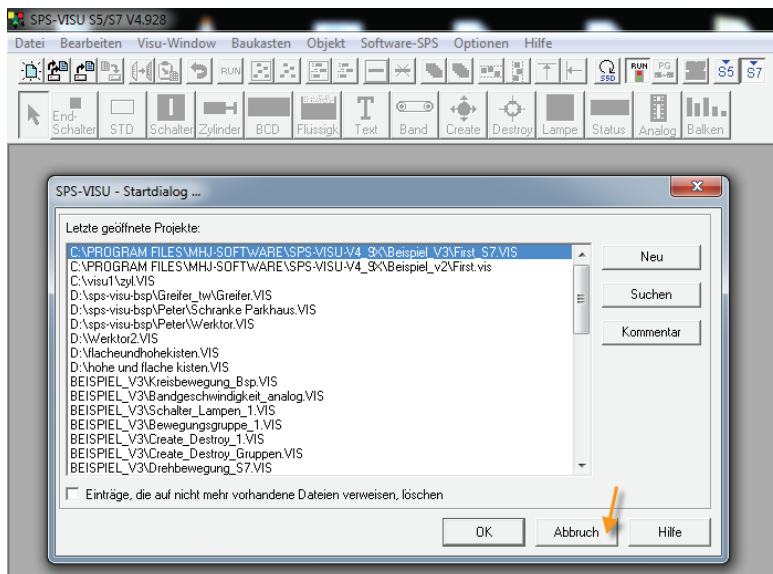 SPS-VISU S5/S7 V4.928
Datei Bearbeiten Visu-Window Baukasten Objekt Software-SPS Optionen Hilfe
RUN SSD RUN PG S5 S7
End-Schalter STD Schalter Zylinder BCD Flüssigk Text Band Create Destroy Lampe Status Analog Balken
SPS-VISU - Startdialog ...
Letzte geöffnete Projekte:
C:\PROGRAM FILES\MHJ-SOFTWARE\SPS-VISU-V4_9X\Beispiel_V3\First_S7.VIS
C:\PROGRAM FILES\MHJ-SOFTWARE\SPS-VISU-V4_9X\Beispiel_v2\First.vis
C:\visu1\zyl.VIS
D:\sps-visu-bsp\Greifer_tw\Greifer.VIS
D:\sps-visu-bsp\Peter\Schranke Parkhaus.VIS
D:\sps-visu-bsp\Peter\Werktor.VIS
D:\Werktor2.VIS
D:\flacheundhohekisten.VIS
D:\hohe und flache kisten.VIS
BEISPIEL_V3\Kreisbewegung_Bsp.VIS
BEISPIEL_V3\Bandgeschwindigkeit_analog.VIS
BEISPIEL_V3\Schalter_Lampen_1.VIS
BEISPIEL_V3\Bewegungsgruppe_1.VIS
BEISPIEL_V3\Create_Destroy_1.VIS
BEISPIEL_V3\Create_Destroy_Gruppen.VIS
BEISPIEL_V3\Drehbewegung_S7.VIS
Neu
Suchen
Kommentar
Einträge, die auf nicht mehr vorhandene Dateien verweisen, löschen
OK Abbruch Hilfe